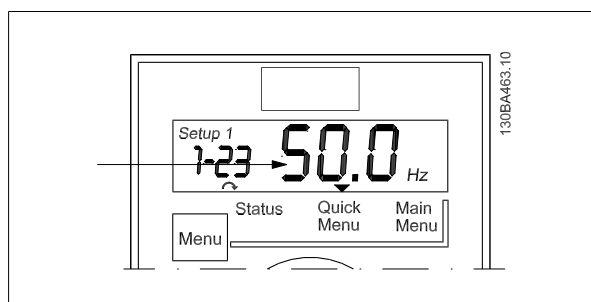 Setup 1
1-23 50.0 Hz
Status Quick Menu Main Menu
Menu
130BA463.10